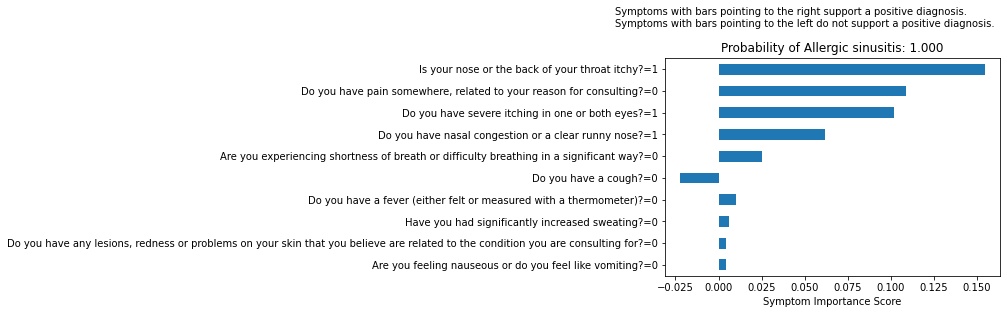 Symptoms with bars pointing to the right support a positive diagnosis.
Symptoms with bars pointing to the left do not support a positive diagnosis.
Probability of Allergic sinusitis: 1.000
Is your nose or the back of your throat itchy?=1
Do you have pain somewhere, related to your reason for consulting?=0
Do you have severe itching in one or both eyes?=1
Do you have nasal congestion or a clear runny nose?=1
Are you experiencing shortness of breath or difficulty breathing in a significant way?=0
Do you have a cough?=0
Do you have a fever (either felt or measured with a thermometer)?=0
Have you had significantly increased sweating?=0
Do you have any lesions, redness or problems on your skin that you believe are related to the condition you are consulting for?=0
Are you feeling nauseous or do you feel like vomiting?=0
−0.025 0.000 0.025 0.050 0.075 0.100 0.125 0.150
Symptom Importance Score